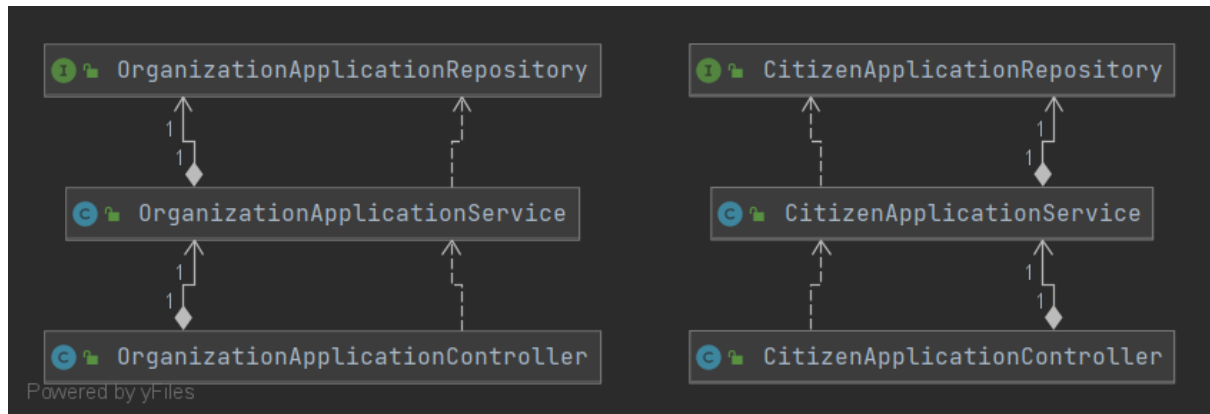 OrganizationApplicationRepository
CitizenApplicationRepository
1
1
1
1
OrganizationApplicationService
CitizenApplicationService
1
1
1
1
OrganizationApplicationController
CitizenApplicationController
Powered by yFiles